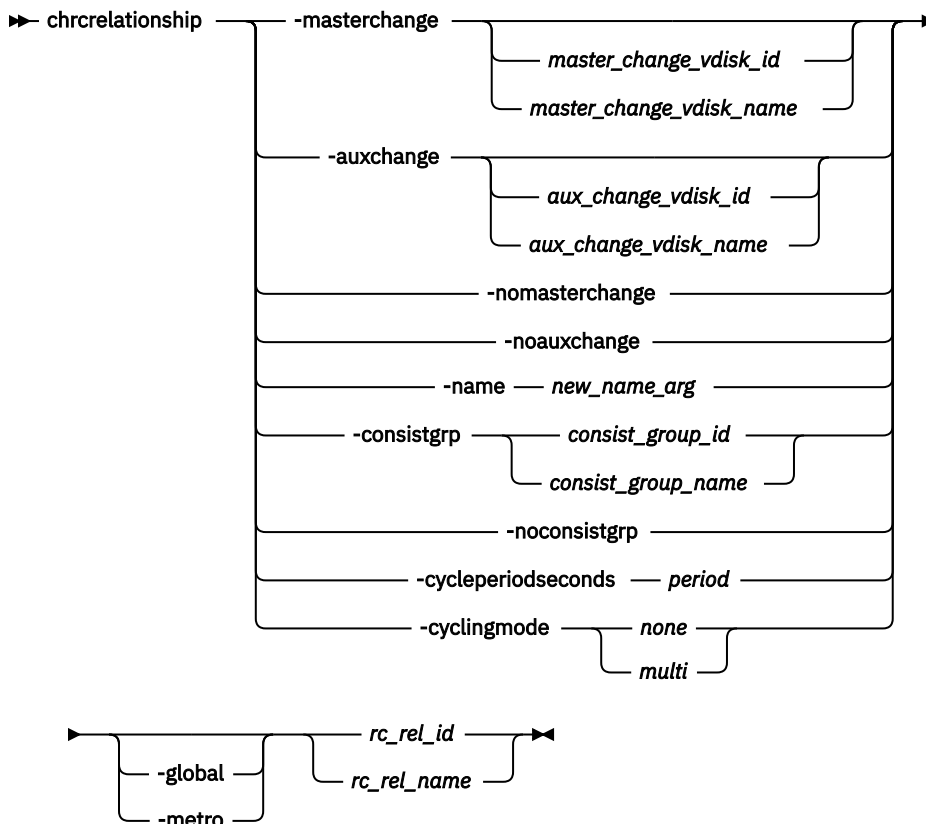 chrcrelationship
-masterchange
master_change_vdisk_id
master_change_vdisk_name
-auxchange
aux_change_vdisk_id
aux_change_vdisk_name
-nomasterchange
-noauxchange
-name new_name_arg
-consistgrp consist_group_id
consist_group_name
-noconsistgrp
-cycleperiodseconds period
-cyclingmode none
multi
rc_rel_id
-global
rc_rel_name
-metro